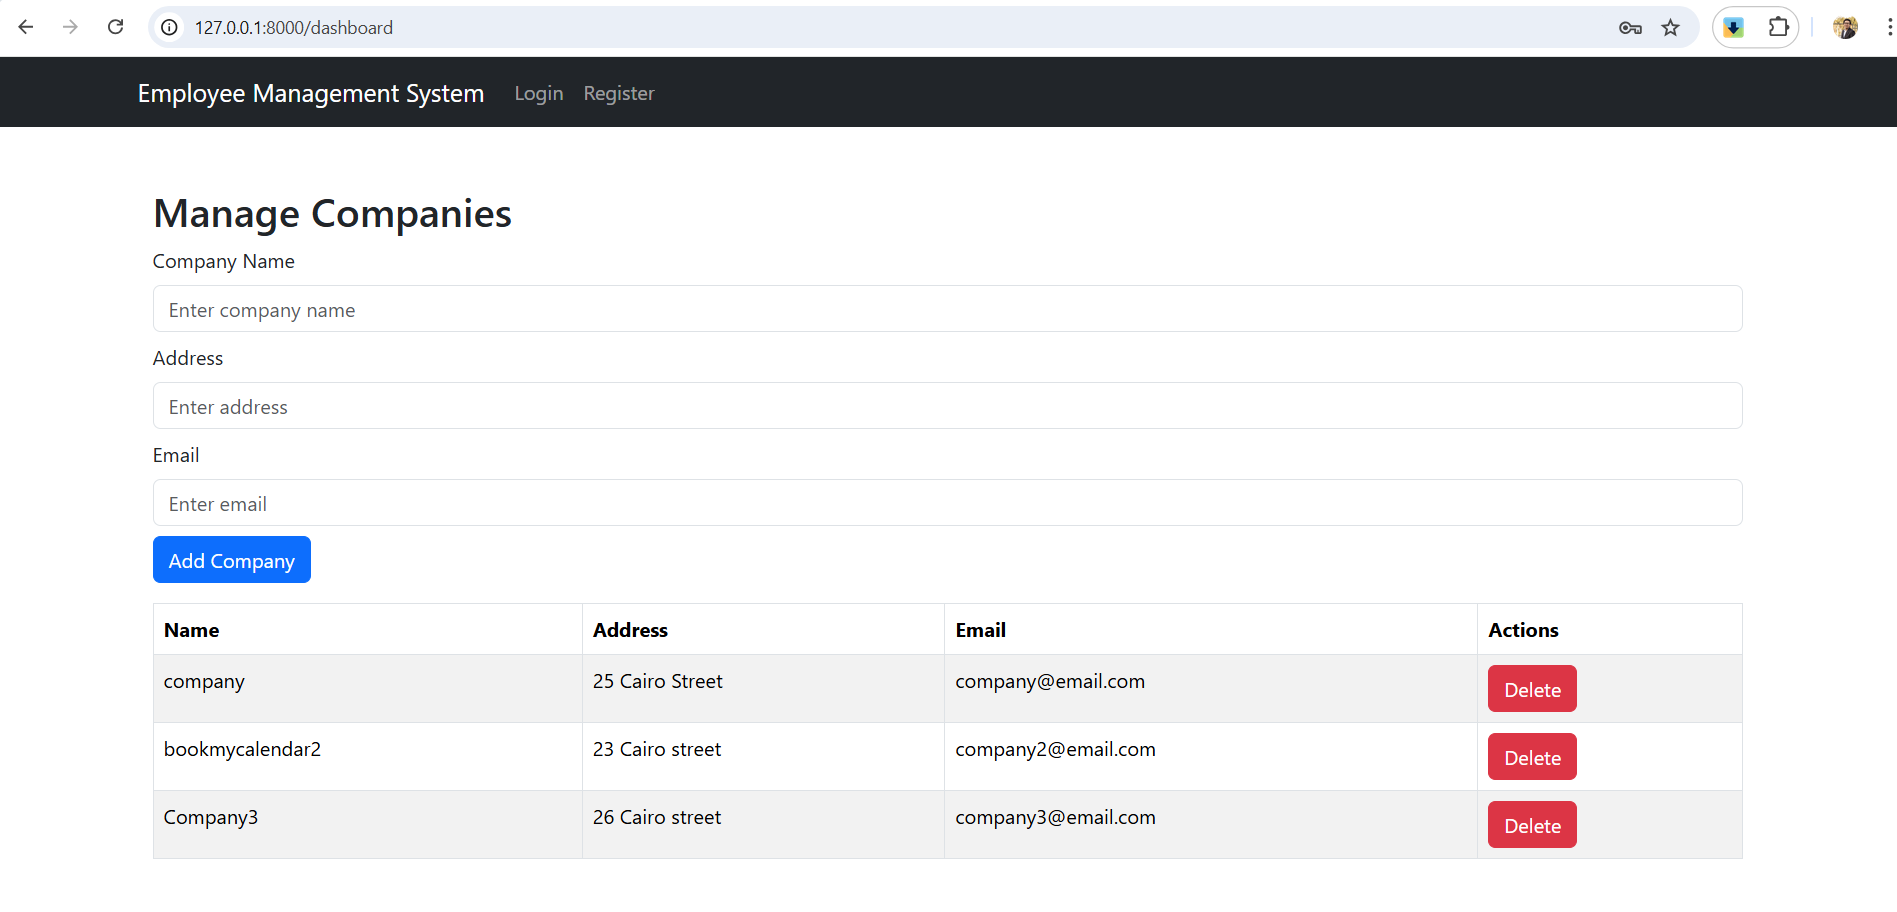 127.0.0.1:8000/dashboard
Employee Management System Login Register
Manage Companies
Company Name
Enter company name
Address
Enter address
Email
Enter email
Add Company
Name Address Email Actions
company 25 Cairo Street company@email.com Delete
bookmycalendar2 23 Cairo street company2@email.com Delete
Company3 26 Cairo street company3@email.com Delete